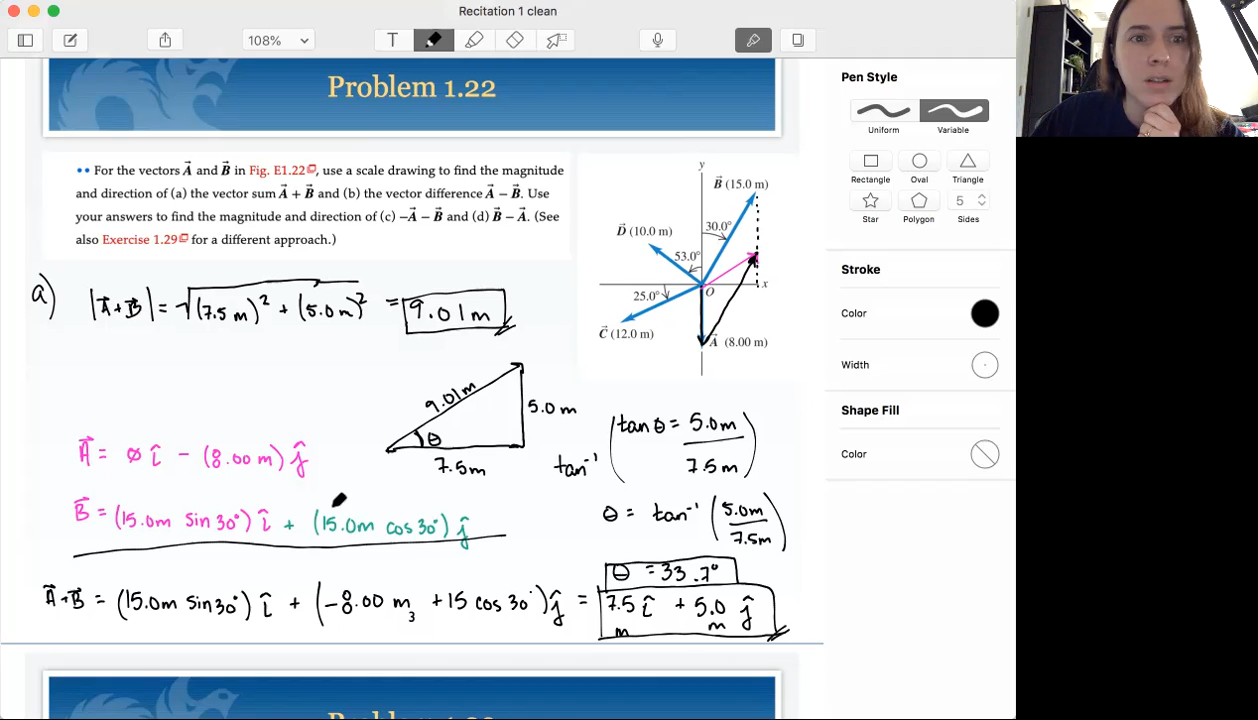 Recitation 1 clean
108%
T
Problem 1.22
•• For the vectors A⃗ and B⃗ in Fig. E1.22, use a scale drawing to find the magnitude
and direction of (a) the vector sum A⃗ + B⃗ and (b) the vector difference A⃗ − B⃗. Use
your answers to find the magnitude and direction of (c) −A⃗ − B⃗ and (d) B⃗ − A⃗. (See
also Exercise 1.29 for a different approach.)
y
B⃗ (15.0 m)
30.0°
D⃗ (10.0 m)
53.0°
O
x
25.0°
C⃗ (12.0 m)
A⃗ (8.00 m)
a)
|A⃗+B⃗| = √(7.5 m)² + (5.0 m)² = 9.01 m
9.01 m
5.0 m
θ
7.5 m
tan⁻¹ (tan θ = 5.0m / 7.5 m)
A⃗ = 0 î − (8.00 m) ĵ
B⃗ = (15.0m sin 30°) î + (15.0m cos 30°) ĵ
θ = tan⁻¹ (5.0m / 7.5m)
θ = 33.7°
A⃗+B⃗ = (15.0m sin 30°) î + (−8.00 m + 15 cos 30°) ĵ = 7.5 î + 5.0 ĵ
3
m m
Pen Style
Uniform
Variable
Rectangle
Oval
Triangle
Star
Polygon
5
Sides
Stroke
Color
Width
Shape Fill
Color